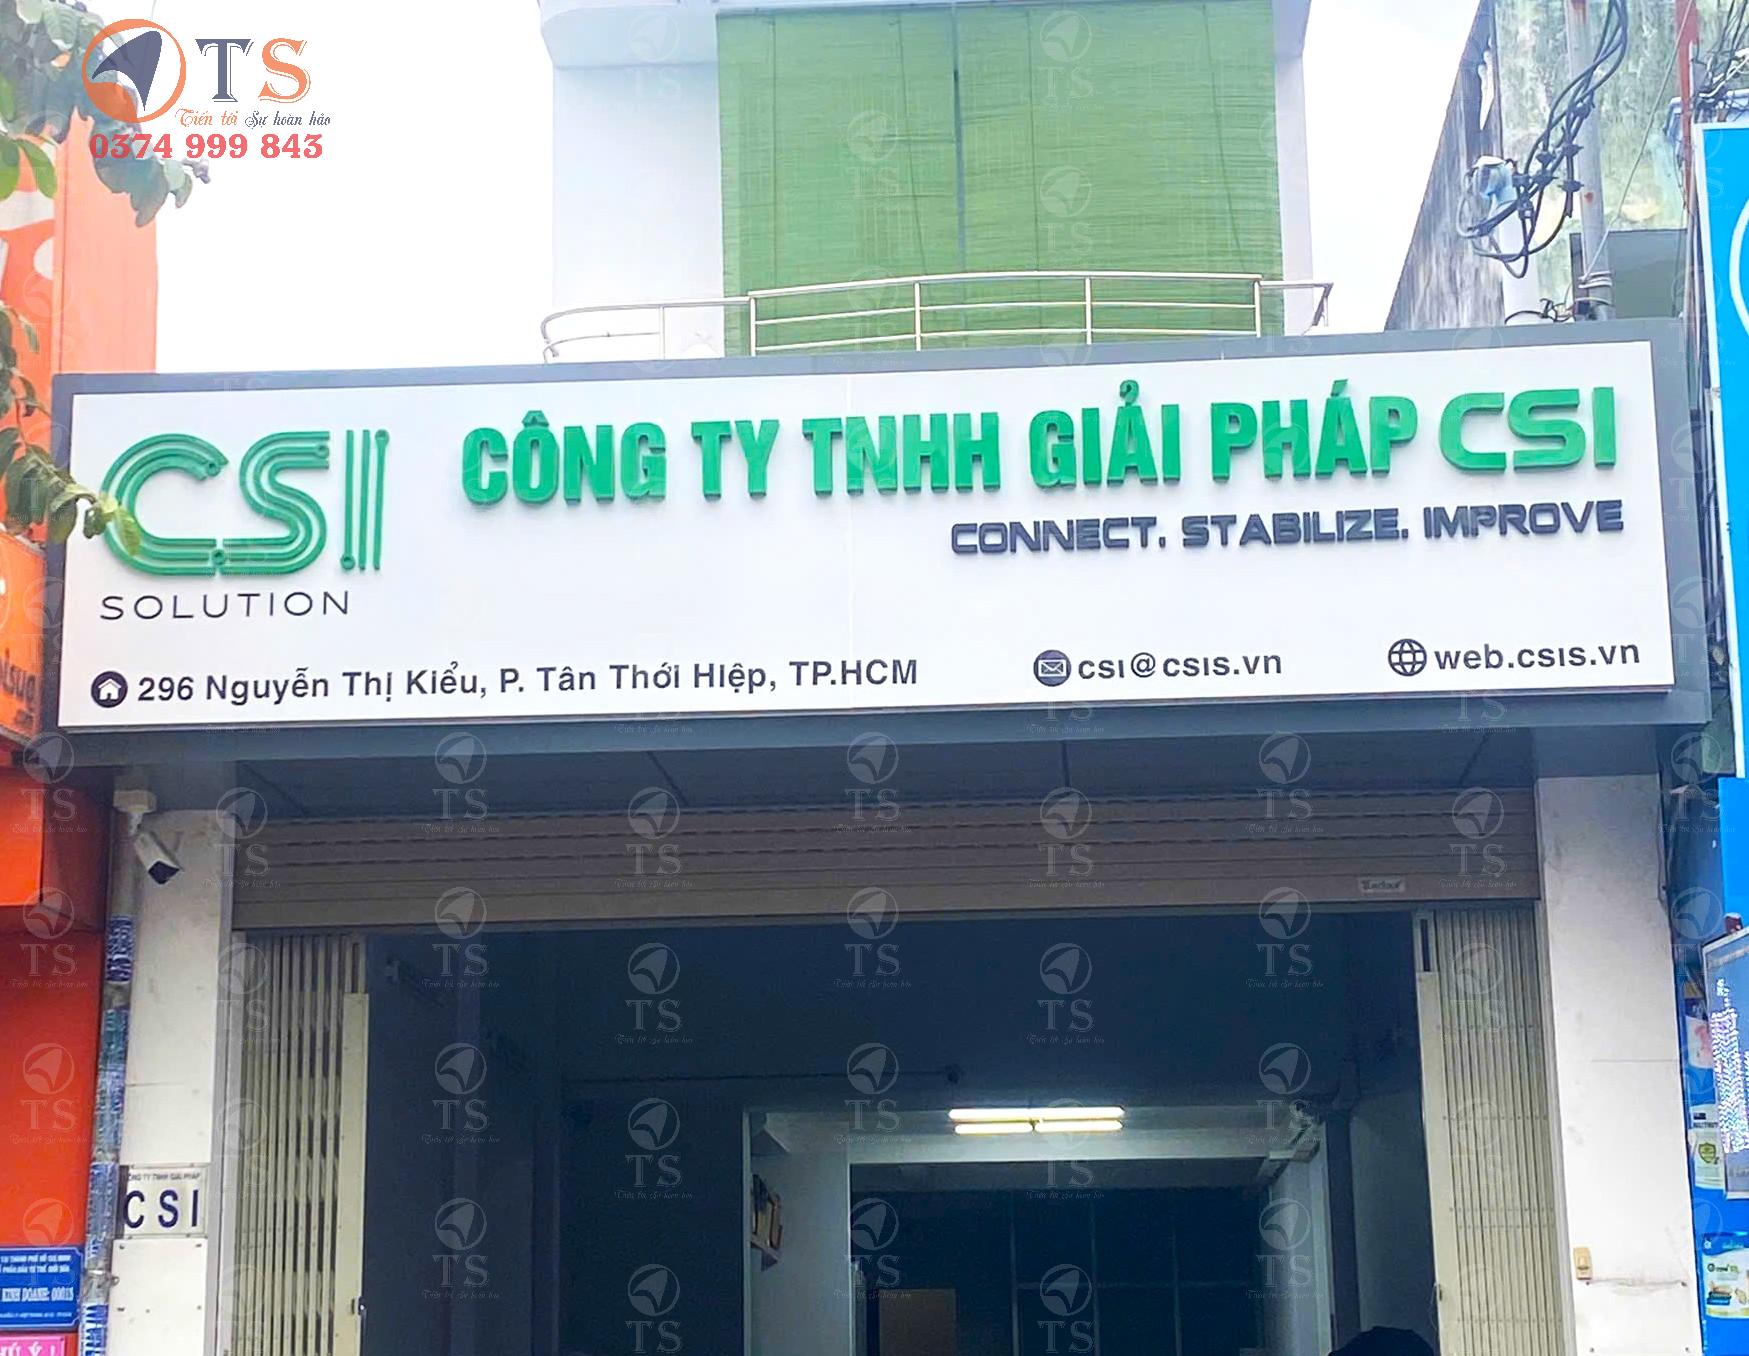 TS
Tiến tới Sự hoàn hảo
0374 999 843
CSI
SOLUTION
CÔNG TY TNHH GIẢI PHÁP CSI
CONNECT. STABILIZE. IMPROVE
296 Nguyễn Thị Kiểu, P. Tân Thới Hiệp, TP.HCM
csi@csis.vn
web.csis.vn
CÔNG TY TNHH GIẢI PHÁP
CSI